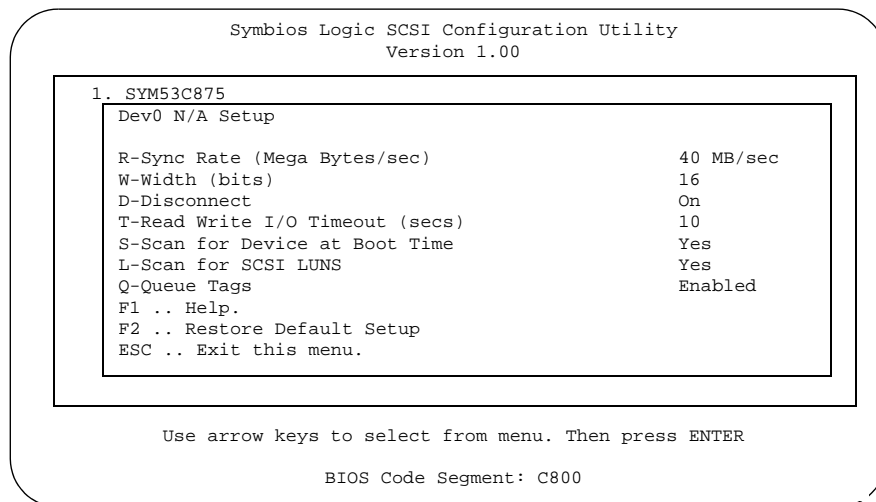 Symbios Logic SCSI Configuration Utility
Version 1.00
1. SYM53C875
Dev0 N/A Setup
R-Sync Rate (Mega Bytes/sec) 40 MB/sec
W-Width (bits) 16
D-Disconnect On
T-Read Write I/O Timeout (secs) 10
S-Scan for Device at Boot Time Yes
L-Scan for SCSI LUNS Yes
Q-Queue Tags Enabled
F1 .. Help.
F2 .. Restore Default Setup
ESC .. Exit this menu.
Use arrow keys to select from menu. Then press ENTER
BIOS Code Segment: C800